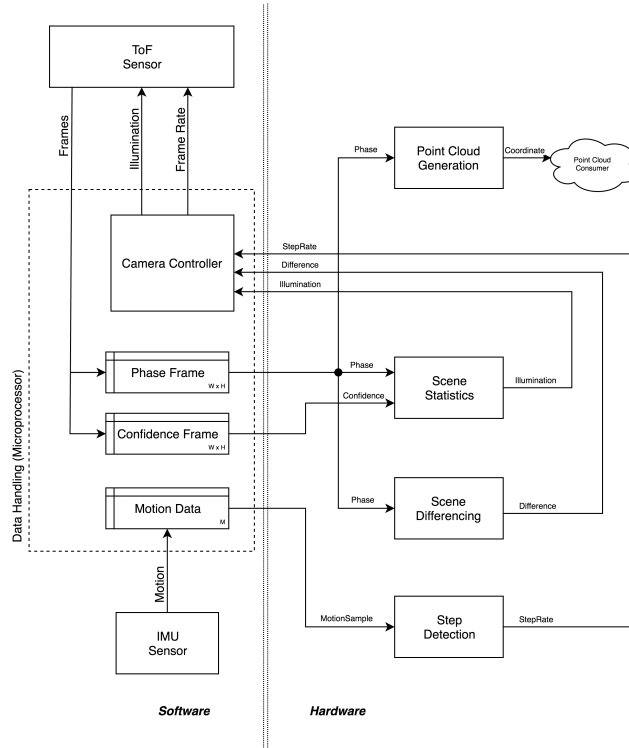 ToF
Sensor
Frames
Illumination
Frame Rate
Phase
Point Cloud
Generation
Coordinate
Point Cloud
Consumer
Camera Controller
StepRate
Difference
Illumination
Data Handling (Microprocessor)
Phase Frame
W x H
Phase
Scene
Statistics
Illumination
Confidence
Confidence Frame
W x H
Motion Data
M
Phase
Scene
Differencing
Difference
Motion
IMU
Sensor
MotionSample
Step
Detection
StepRate
Software
Hardware